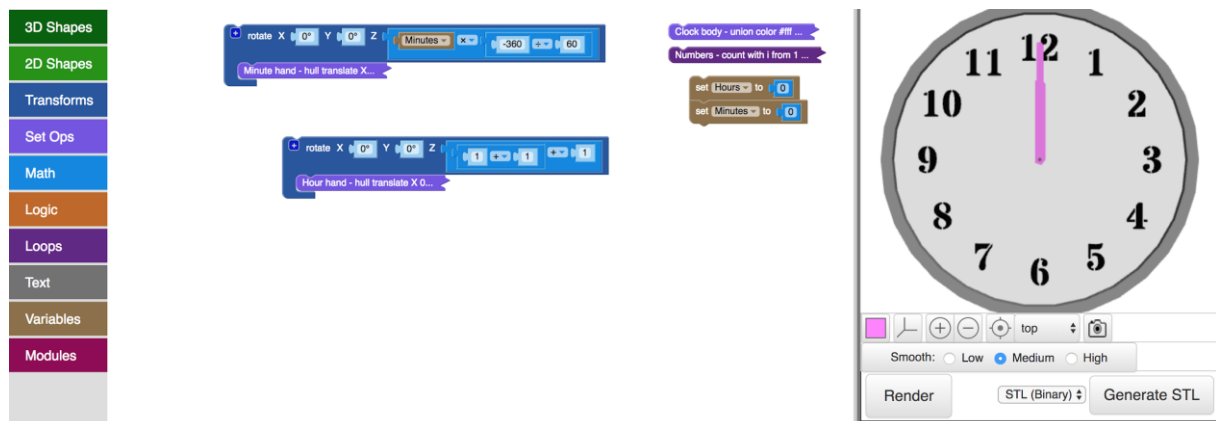 3D Shapes
2D Shapes
Transforms
Set Ops
Math
Logic
Loops
Text
Variables
Modules
rotate X 0° Y 0° Z Minutes × -360 ÷ 60
Minute hand - hull translate X...
rotate X 0° Y 0° Z 1 + 1 + 1
Hour hand - hull translate X 0...
Clock body - union color #fff ...
Numbers - count with i from 1 ...
set Hours to 0
set Minutes to 0
12
1
2
3
4
5
6
7
8
9
10
11
top
Smooth: Low Medium High
Render STL (Binary) Generate STL